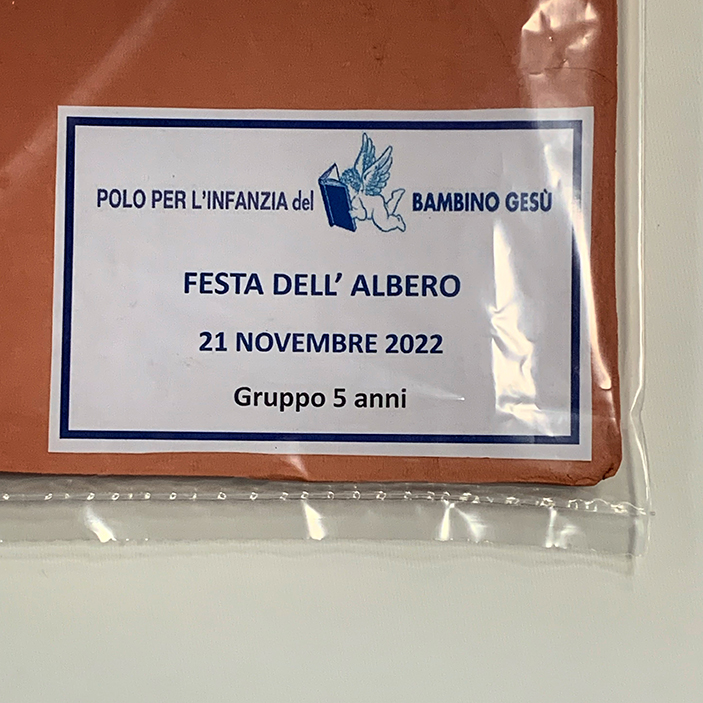 POLO PER L'INFANZIA del BAMBINO GESÙ
FESTA DELL' ALBERO
21 NOVEMBRE 2022
Gruppo 5 anni